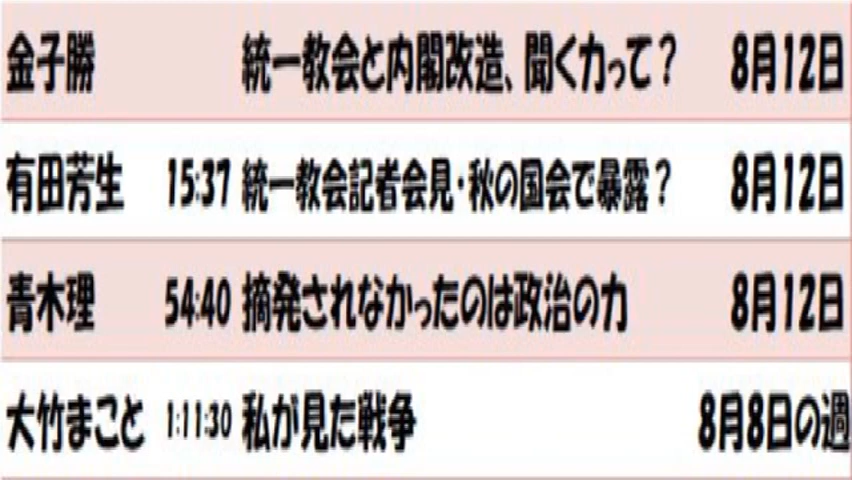 金子勝 統一教会と内閣改造、聞く力って？ 8月12日
有田芳生 15:37 統一教会記者会見・秋の国会で暴露？ 8月12日
青木理 54:40 摘発されなかったのは政治の力 8月12日
大竹まこと 1:11:30 私が見た戦争 8月8日の週